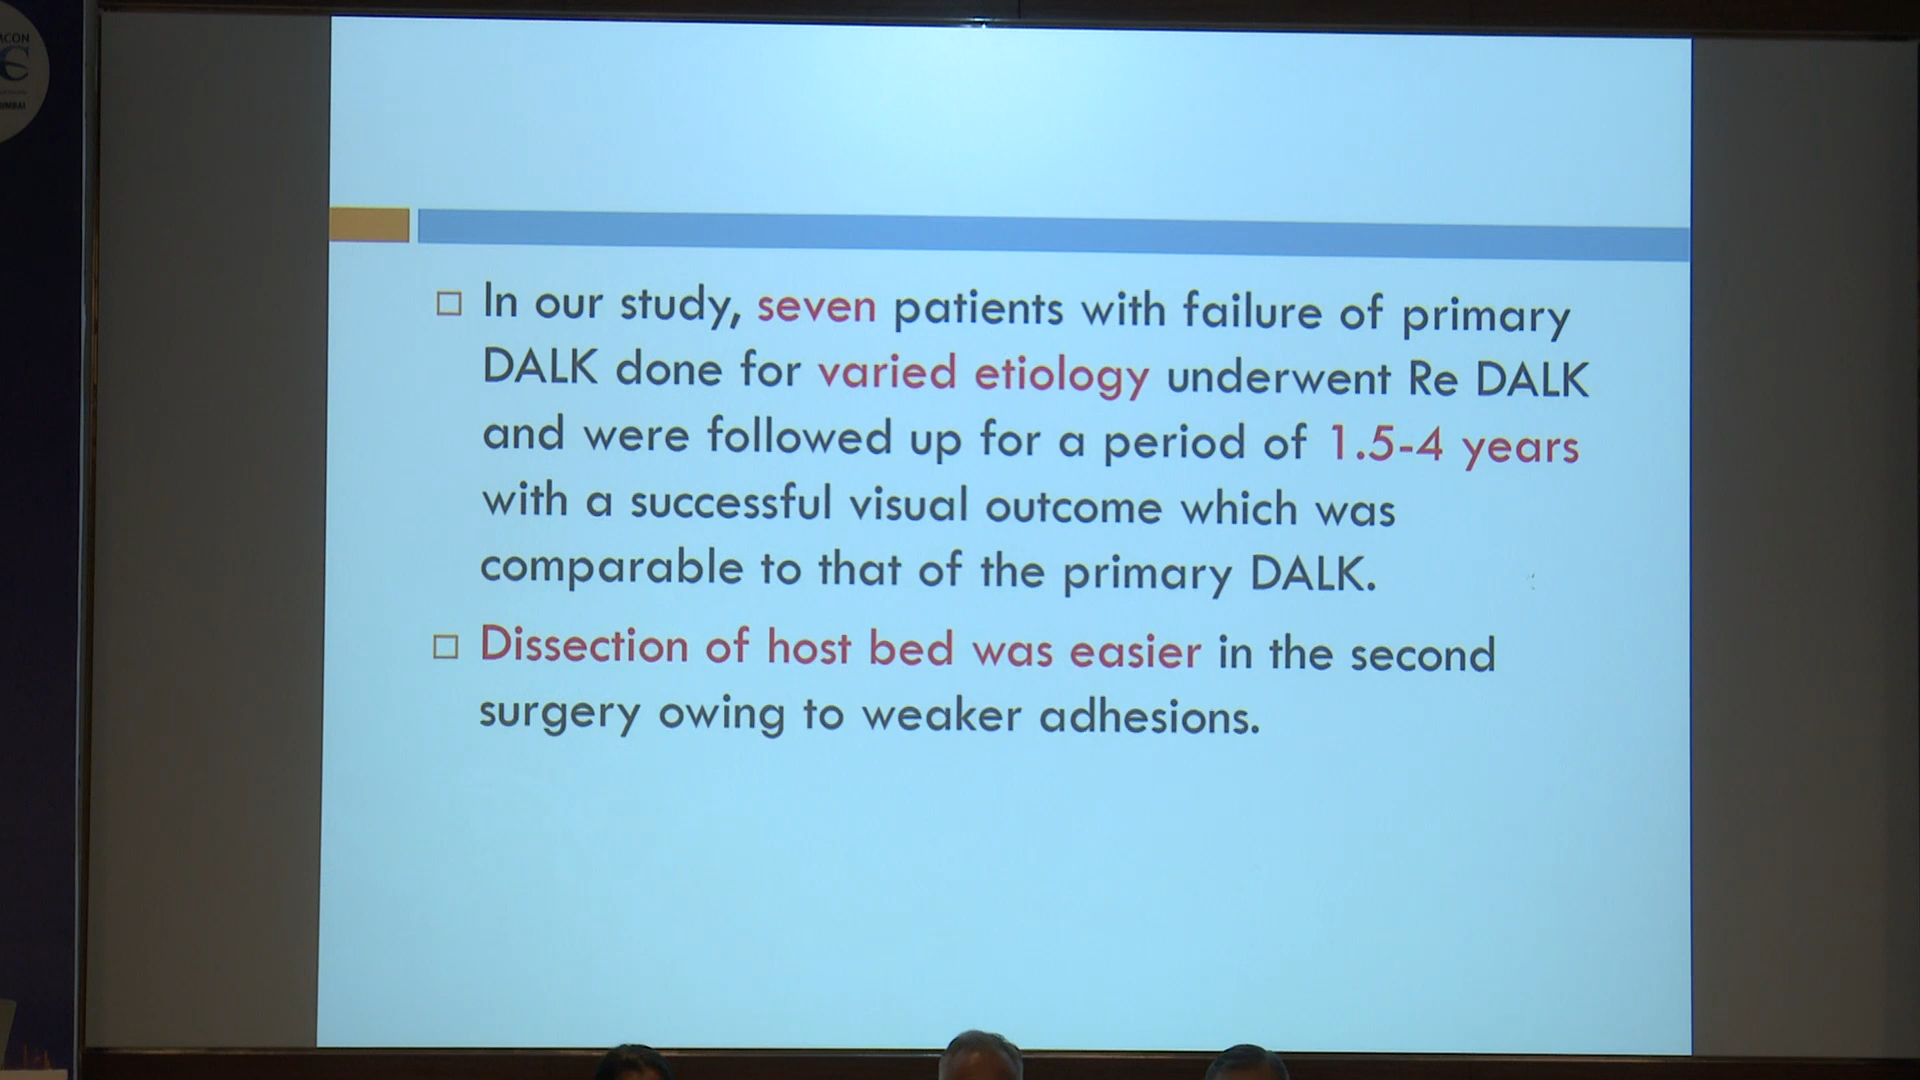 In our study, seven patients with failure of primary
DALK done for varied etiology underwent Re DALK
and were followed up for a period of 1.5-4 years
with a successful visual outcome which was
comparable to that of the primary DALK.
Dissection of host bed was easier in the second
surgery owing to weaker adhesions.